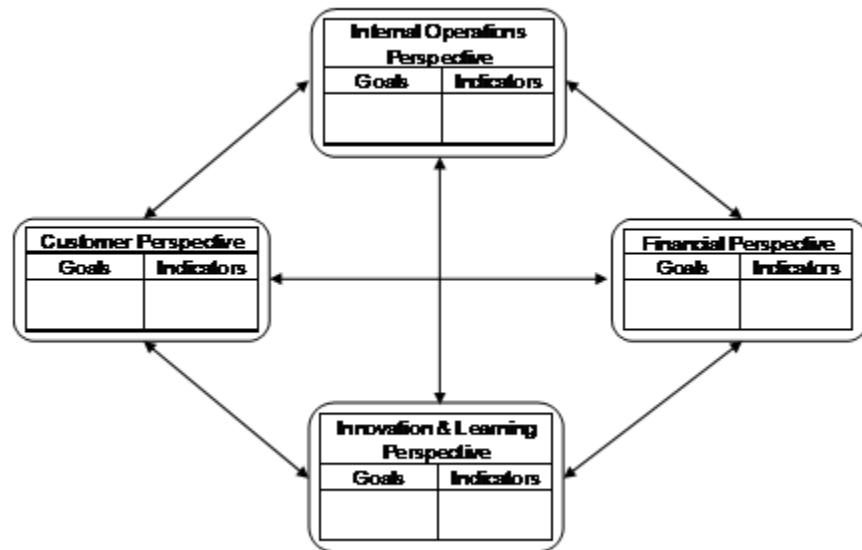 Internal Operations
Perspective
Goals Indicators
Customer Perspective
Goals Indicators
Financial Perspective
Goals Indicators
Innovation & Learning
Perspective
Goals Indicators